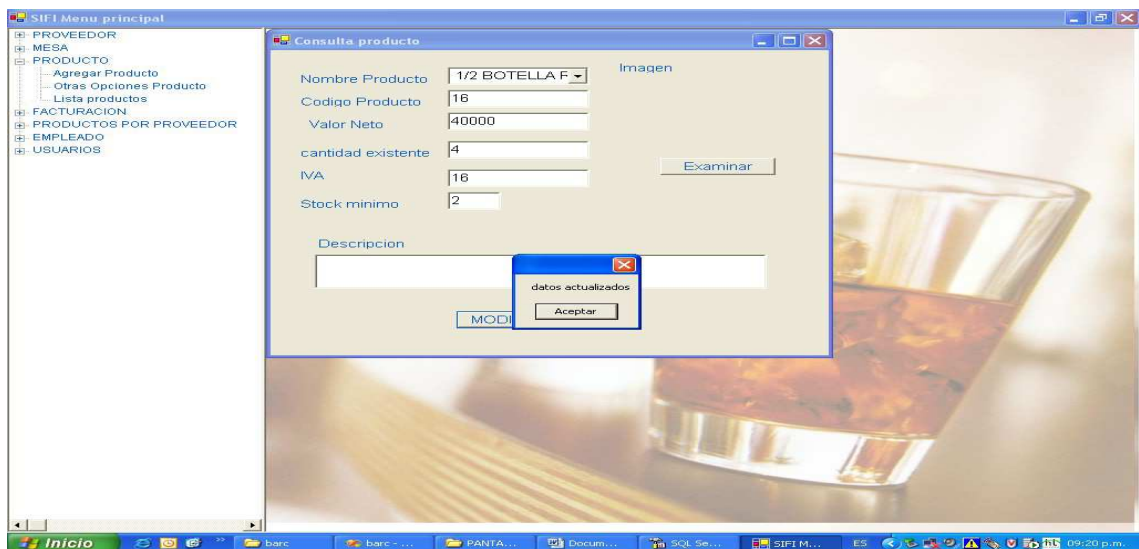 SIFI Menu principal
PROVEEDOR
MESA
PRODUCTO
Agregar Producto
Otras Opciones Producto
Lista productos
FACTURACION
PRODUCTOS POR PROVEEDOR
EMPLEADO
USUARIOS
Consulta producto
Nombre Producto 1/2 BOTELLA
Imagen
Codigo Producto 16
Valor Neto 40000
cantidad existente 4
Examinar
IVA 16
Stock minimo 2
Descripcion
datos actualizados
Aceptar
MODI
Inicio barc barc - ... PANTA... Docum... SQL Se... SIFI M... ES 09:20 p.m.